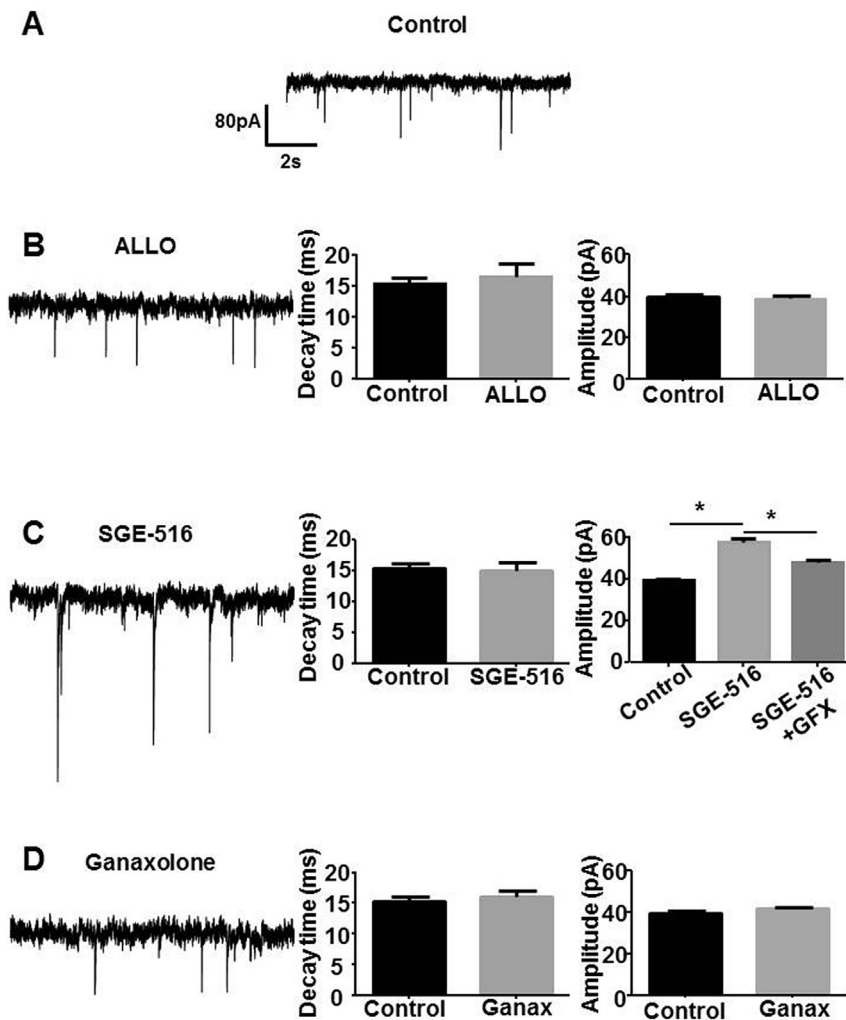 A
Control
80pA
2s
B
ALLO
Decay time (ms)
20
15
10
5
0
Control
ALLO
Amplitude (pA)
60
40
20
0
Control
ALLO
C
SGE-516
Decay time (ms)
20
15
10
5
0
Control
SGE-516
Amplitude (pA)
60
40
20
0
*
*
Control
SGE-516
SGE-516
+GFX
D
Ganaxolone
Decay time (ms)
20
15
10
5
0
Control
Ganax
Amplitude (pA)
60
40
20
0
Control
Ganax